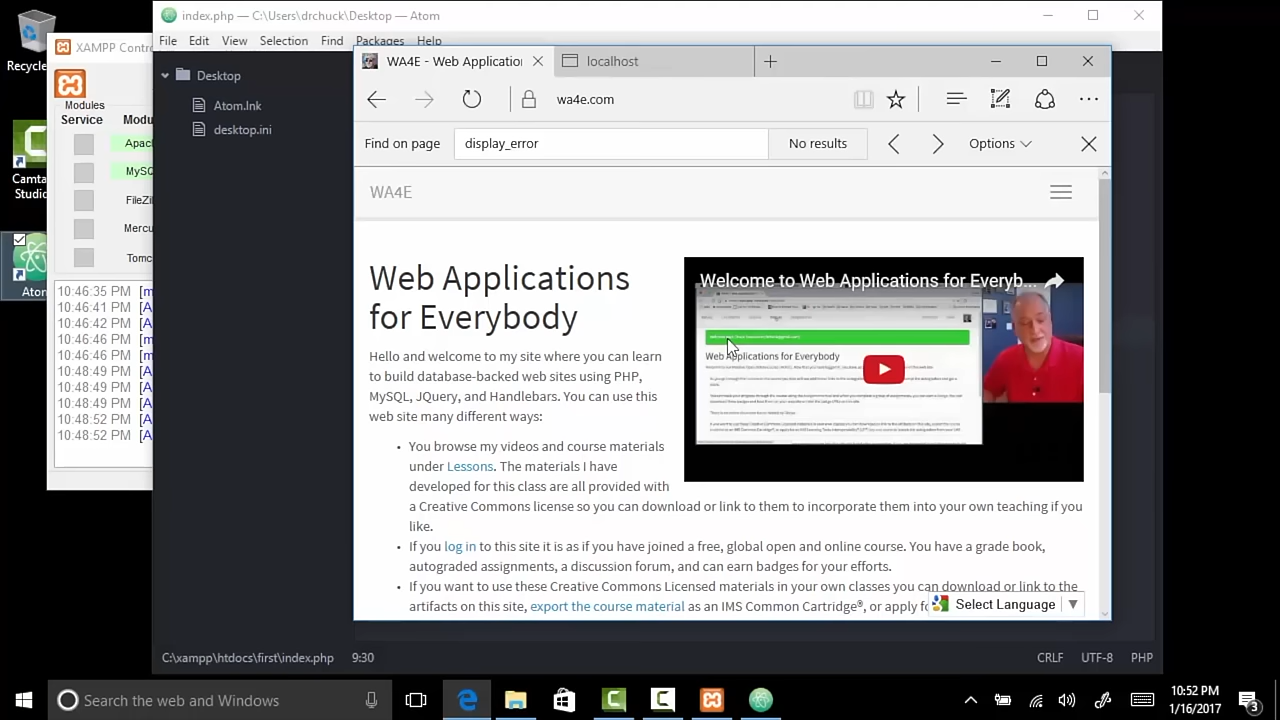 Recycle
Camta
Studio
Atom
XAMPP Contro
Modules
Service
Modu
Apach
MySQ
FileZil
Mercu
Tomc
10:46:35 PM [m
10:46:41 PM [A
10:46:42 PM [A
10:46:46 PM [m
10:46:46 PM [m
10:48:49 PM [A
10:48:49 PM [A
10:48:52 PM [A
10:48:52 PM [A
index.php — C:\Users\drchuck\Desktop — Atom
File Edit View Selection Find Packages Help
Desktop
Atom.lnk
desktop.ini
WA4E - Web Application
localhost
wa4e.com
Find on page
display_error
No results
Options
WA4E
Web Applications
for Everybody
Welcome to Web Applications for Everyb...
Web Applications for Everybody
Hello and welcome to my site where you can learn
to build database-backed web sites using PHP,
MySQL, JQuery, and Handlebars. You can use this
web site many different ways:
• You browse my videos and course materials
under Lessons. The materials I have
developed for this class are all provided with
a Creative Commons license so you can download or link to them to incorporate them into your own teaching if you
like.
• If you log in to this site it is as if you have joined a free, global open and online course. You have a grade book,
autograded assignments, a discussion forum, and can earn badges for your efforts.
• If you want to use these Creative Commons Licensed materials in your own classes you can download or link to the
artifacts on this site, export the course material as an IMS Common Cartridge®, or apply fo
Select Language
C:\xampp\htdocs\first\index.php 9:30
CRLF UTF-8 PHP
Search the web and Windows
10:52 PM
1/16/2017
3